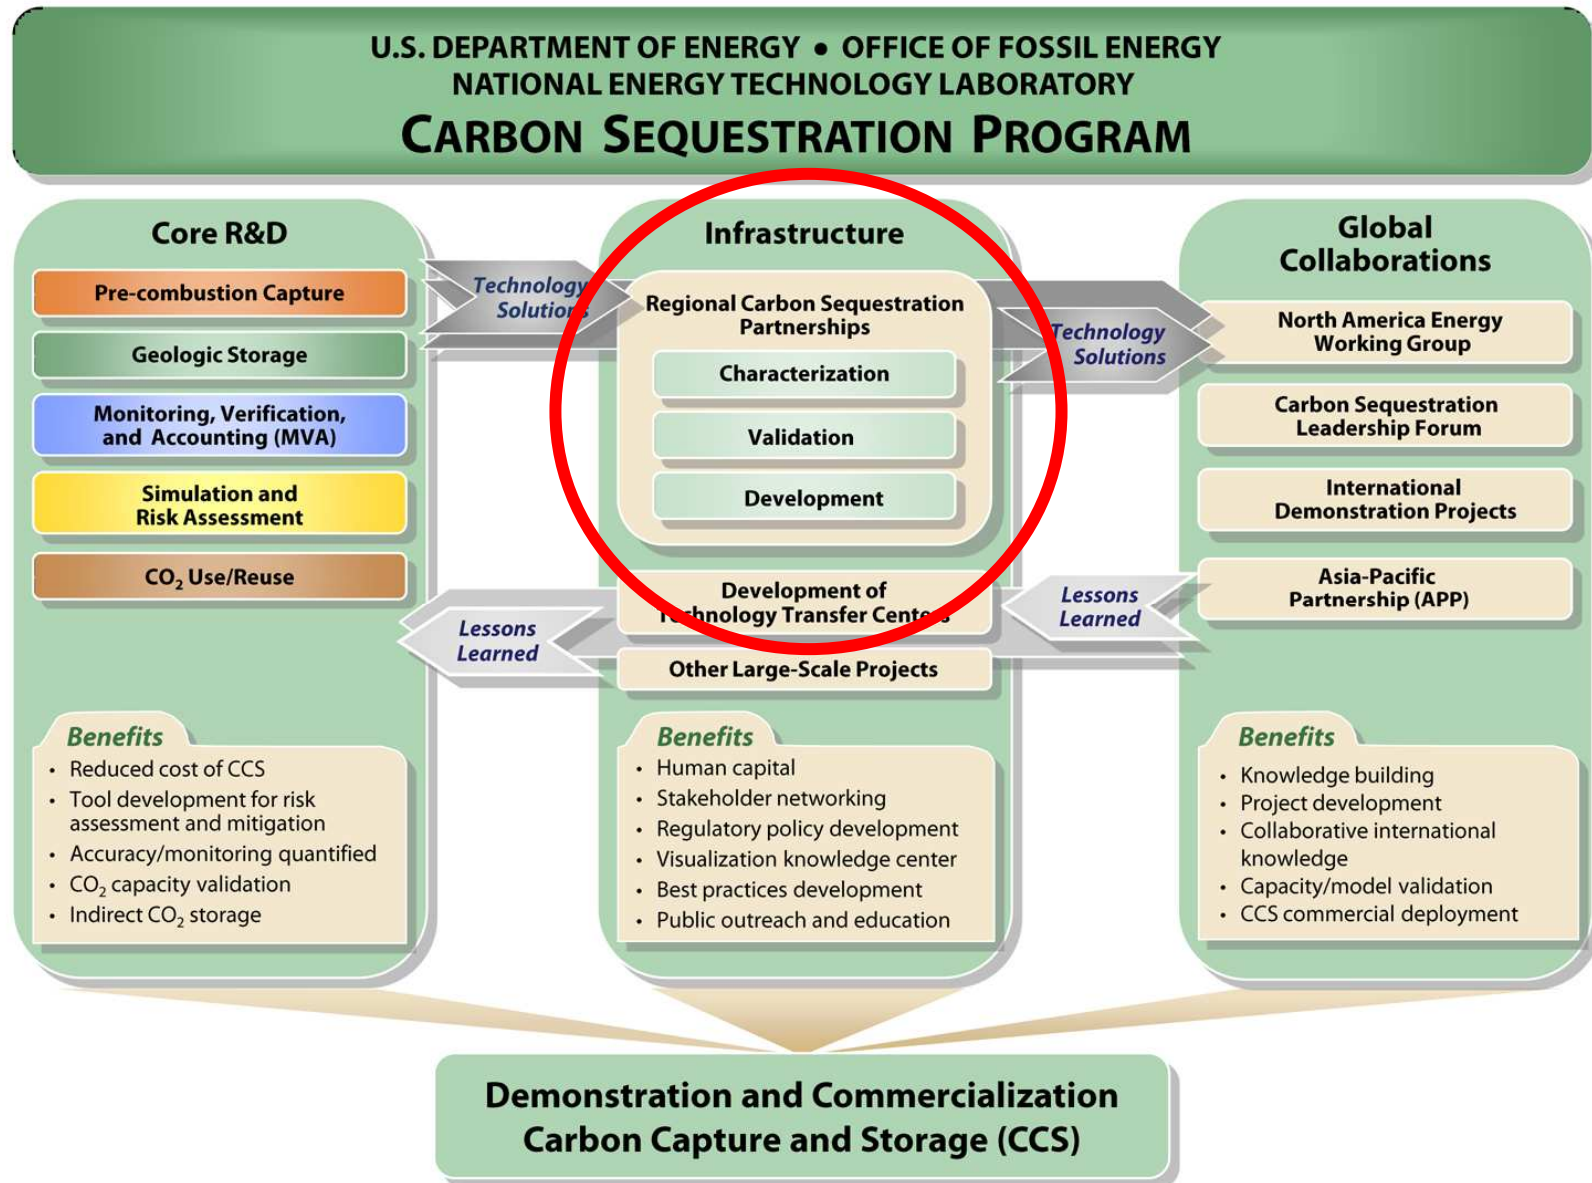 U.S. DEPARTMENT OF ENERGY • OFFICE OF FOSSIL ENERGY
NATIONAL ENERGY TECHNOLOGY LABORATORY
CARBON SEQUESTRATION PROGRAM
Core R&D
Pre-combustion Capture
Geologic Storage
Monitoring, Verification,
and Accounting (MVA)
Simulation and
Risk Assessment
CO₂ Use/Reuse
Benefits
• Reduced cost of CCS
• Tool development for risk
assessment and mitigation
• Accuracy/monitoring quantified
• CO₂ capacity validation
• Indirect CO₂ storage
Technology
Solutions
Lessons
Learned
Infrastructure
Regional Carbon Sequestration
Partnerships
Characterization
Validation
Development
Development of
Technology Transfer Centers
Other Large-Scale Projects
Benefits
• Human capital
• Stakeholder networking
• Regulatory policy development
• Visualization knowledge center
• Best practices development
• Public outreach and education
Technology
Solutions
Lessons
Learned
Global
Collaborations
North America Energy
Working Group
Carbon Sequestration
Leadership Forum
International
Demonstration Projects
Asia-Pacific
Partnership (APP)
Benefits
• Knowledge building
• Project development
• Collaborative international
knowledge
• Capacity/model validation
• CCS commercial deployment
Demonstration and Commercialization
Carbon Capture and Storage (CCS)